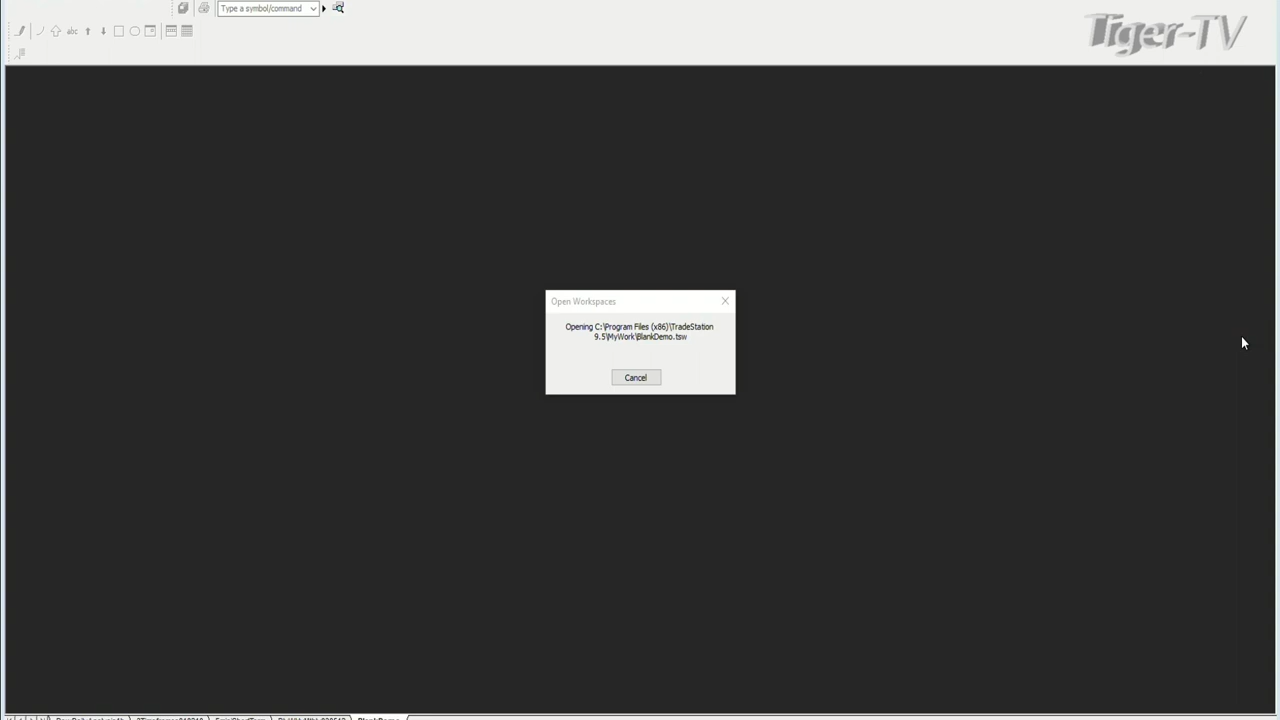 Type a symbol/command
abc
Tiger-TV
Open Workspaces
Opening C:\Program Files (x86)\TradeStation
9.5\MyWork\BlankDemo.tsw
Cancel